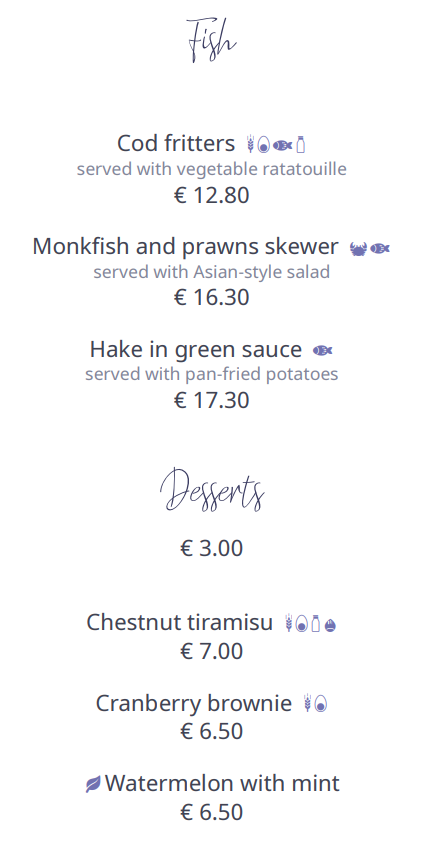 Fish
Cod fritters
served with vegetable ratatouille
€ 12.80
Monkfish and prawns skewer
served with Asian-style salad
€ 16.30
Hake in green sauce
served with pan-fried potatoes
€ 17.30
Desserts
€ 3.00
Chestnut tiramisu
€ 7.00
Cranberry brownie
€ 6.50
Watermelon with mint
€ 6.50